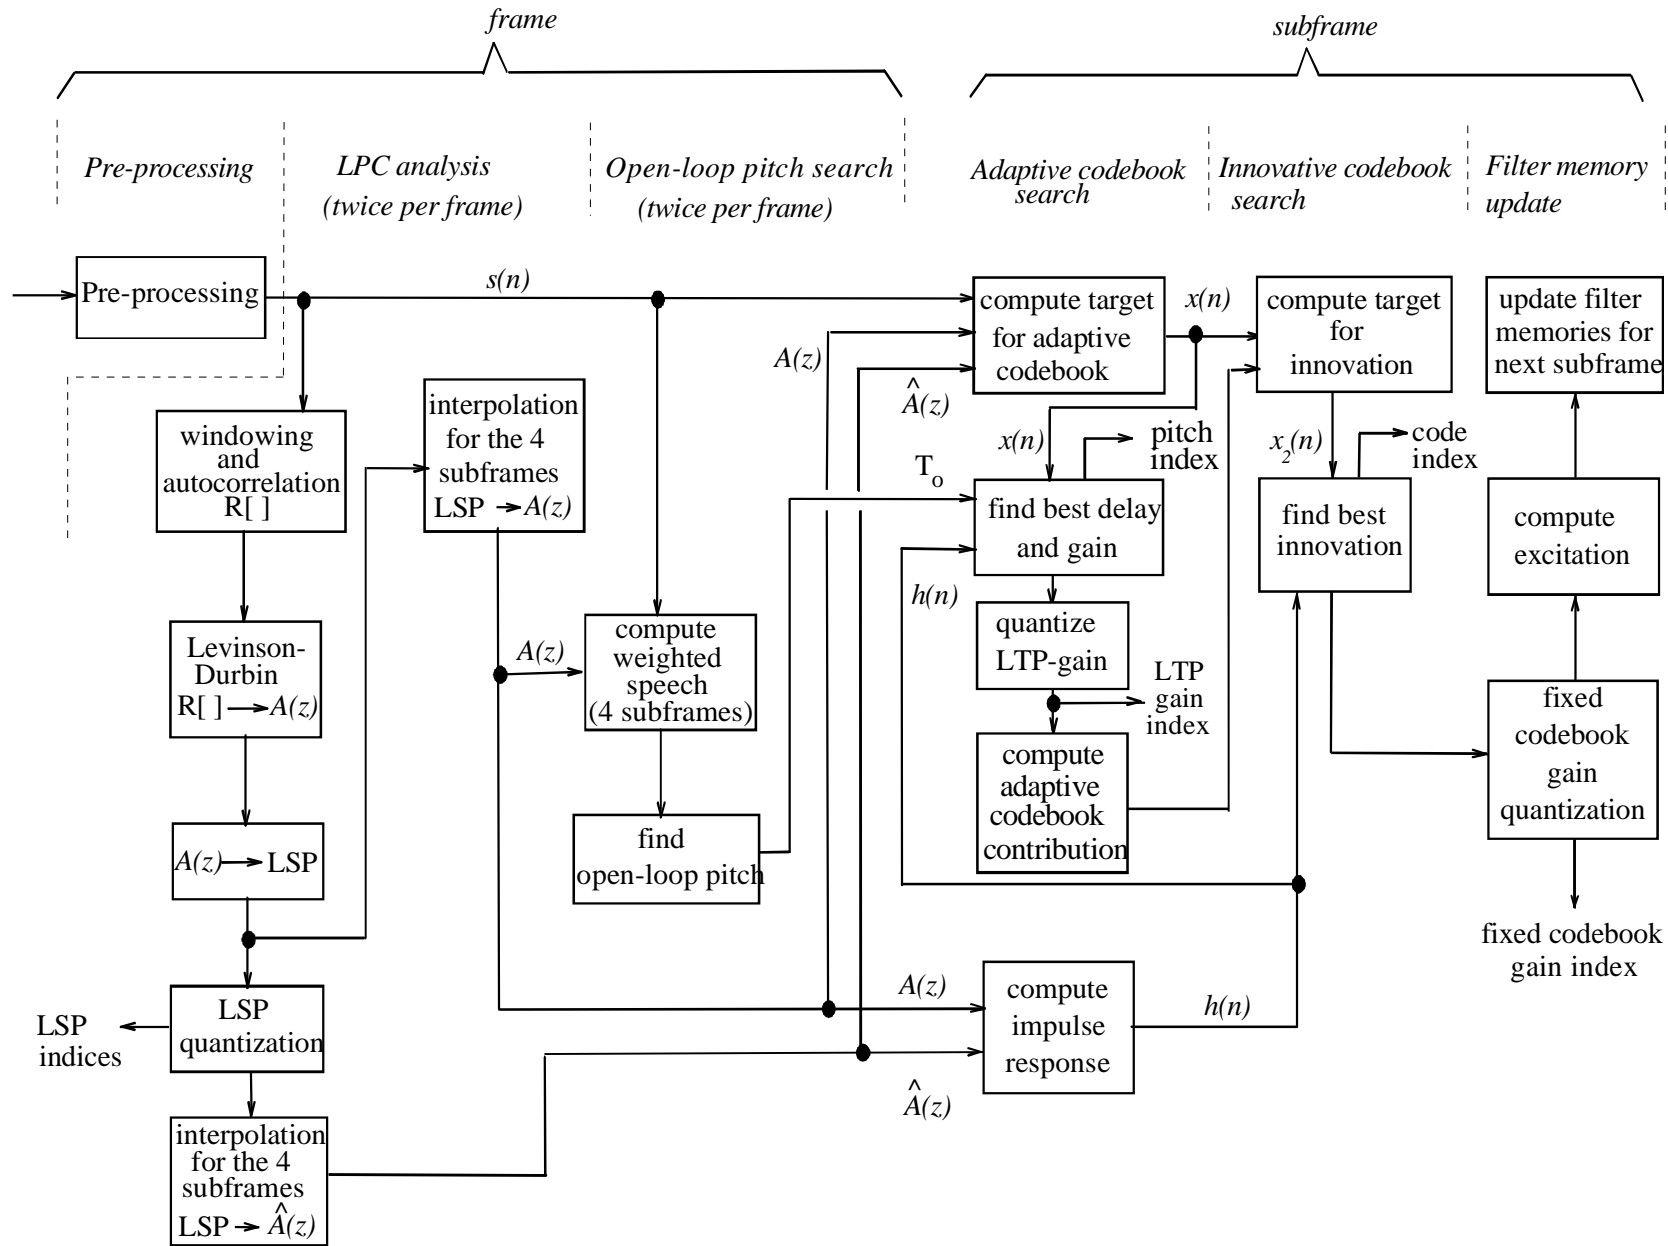 frame
subframe
Pre-processing
LPC analysis
(twice per frame)
Open-loop pitch search
(twice per frame)
Adaptive codebook
search
Innovative codebook
search
Filter memory
update
Pre-processing
s(n)
windowing
and
autocorrelation
R[ ]
Levinson-
Durbin
R[ ] → A(z)
A(z) → LSP
LSP
quantization
LSP
indices
interpolation
for the 4
subframes
LSP → Â(z)
interpolation
for the 4
subframes
LSP → A(z)
A(z)
compute
weighted
speech
(4 subframes)
find
open-loop pitch
T₀
A(z)
Â(z)
compute target
for adaptive
codebook
x(n)
x(n)
pitch
index
find best delay
and gain
h(n)
quantize
LTP-gain
LTP
gain
index
compute
adaptive
codebook
contribution
A(z)
Â(z)
compute
impulse
response
h(n)
compute target
for
innovation
x₂(n)
code
index
find best
innovation
update filter
memories for
next subframe
compute
excitation
fixed
codebook
gain
quantization
fixed codebook
gain index